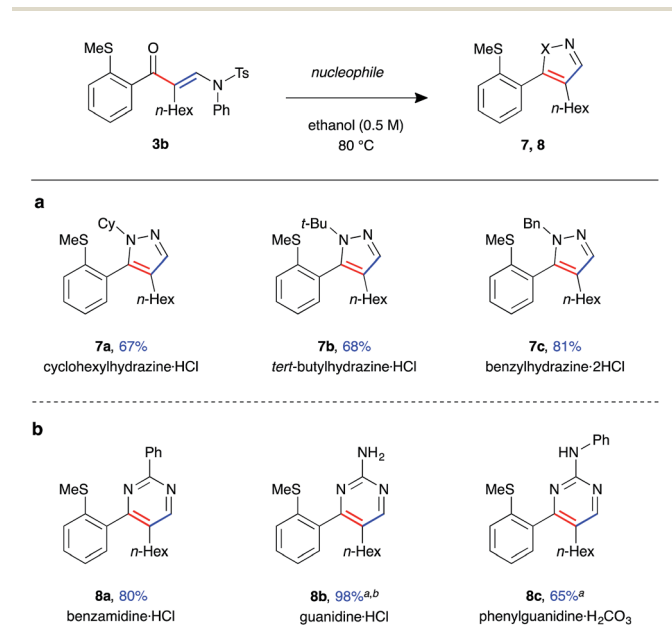 MeS
O
N
Ts
Ph
n-Hex
3b
nucleophile
ethanol (0.5 M)
80 °C
MeS
X
N
n-Hex
7, 8
a
Cy
MeS
N
N
n-Hex
7a, 67%
cyclohexylhydrazine·HCl
t-Bu
MeS
N
N
n-Hex
7b, 68%
tert-butylhydrazine·HCl
Bn
MeS
N
N
n-Hex
7c, 81%
benzylhydrazine·2HCl
b
Ph
MeS
N
N
n-Hex
8a, 80%
benzamidine·HCl
NH₂
MeS
N
N
n-Hex
8b, 98%ᵃ,ᵇ
guanidine·HCl
HN
Ph
MeS
N
N
n-Hex
8c, 65%ᵃ
phenylguanidine·H₂CO₃